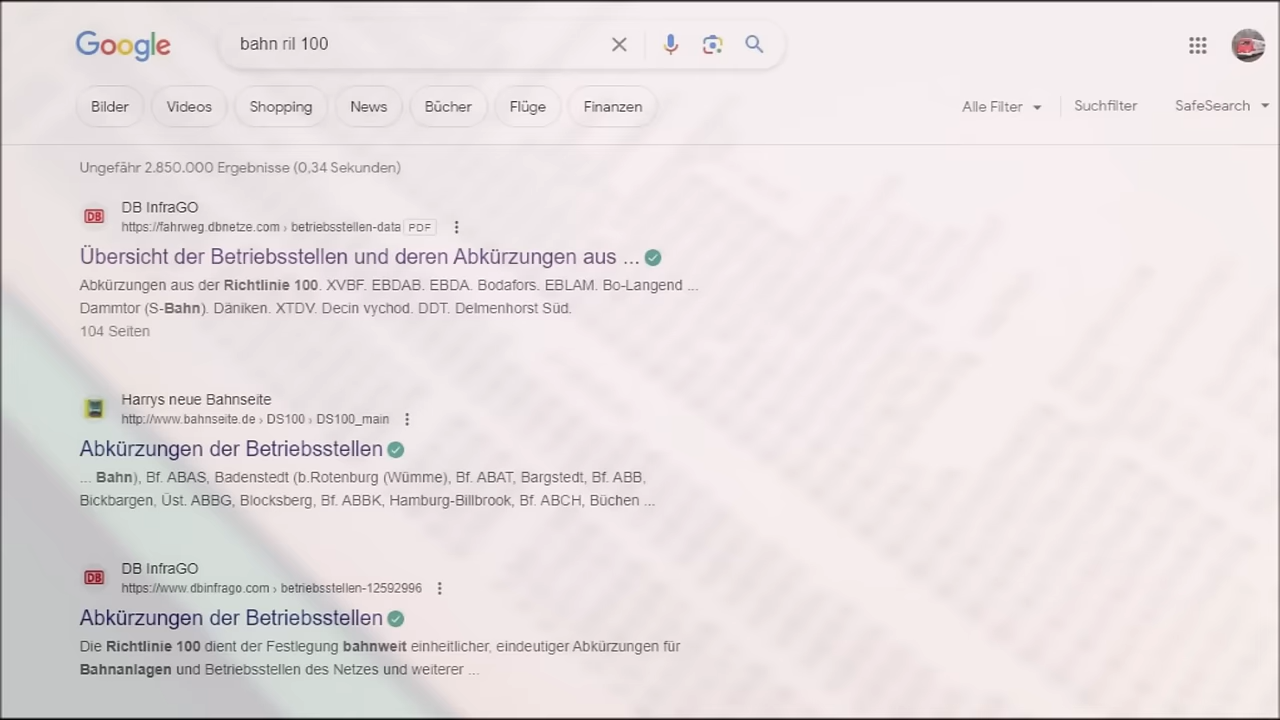 Google
bahn ril 100
Bilder Videos Shopping News Bücher Flüge Finanzen Alle Filter Suchfilter SafeSearch
Ungefähr 2.850.000 Ergebnisse (0,34 Sekunden)
DB DB InfraGO
https://fahrweg.dbnetze.com › betriebsstellen-data PDF
Übersicht der Betriebsstellen und deren Abkürzungen aus ...
Abkürzungen aus der Richtlinie 100. XVBF. EBDAB. EBDA. Bodafors. EBLAM. Bo-Langend ...
Dammtor (S-Bahn). Däniken. XTDV. Decin vychod. DDT. Delmenhorst Süd.
104 Seiten
Harrys neue Bahnseite
http://www.bahnseite.de › DS100 › DS100_main
Abkürzungen der Betriebsstellen
... Bahn), Bf. ABAS, Badenstedt (b.Rotenburg (Wümme), Bf. ABAT, Bargstedt, Bf. ABB,
Bickbargen, Üst. ABBG, Blocksberg, Bf. ABBK, Hamburg-Billbrook, Bf. ABCH, Büchen ...
DB DB InfraGO
https://www.dbinfrago.com › betriebsstellen-12592996
Abkürzungen der Betriebsstellen
Die Richtlinie 100 dient der Festlegung bahnweit einheitlicher, eindeutiger Abkürzungen für
Bahnanlagen und Betriebsstellen des Netzes und weiterer ...